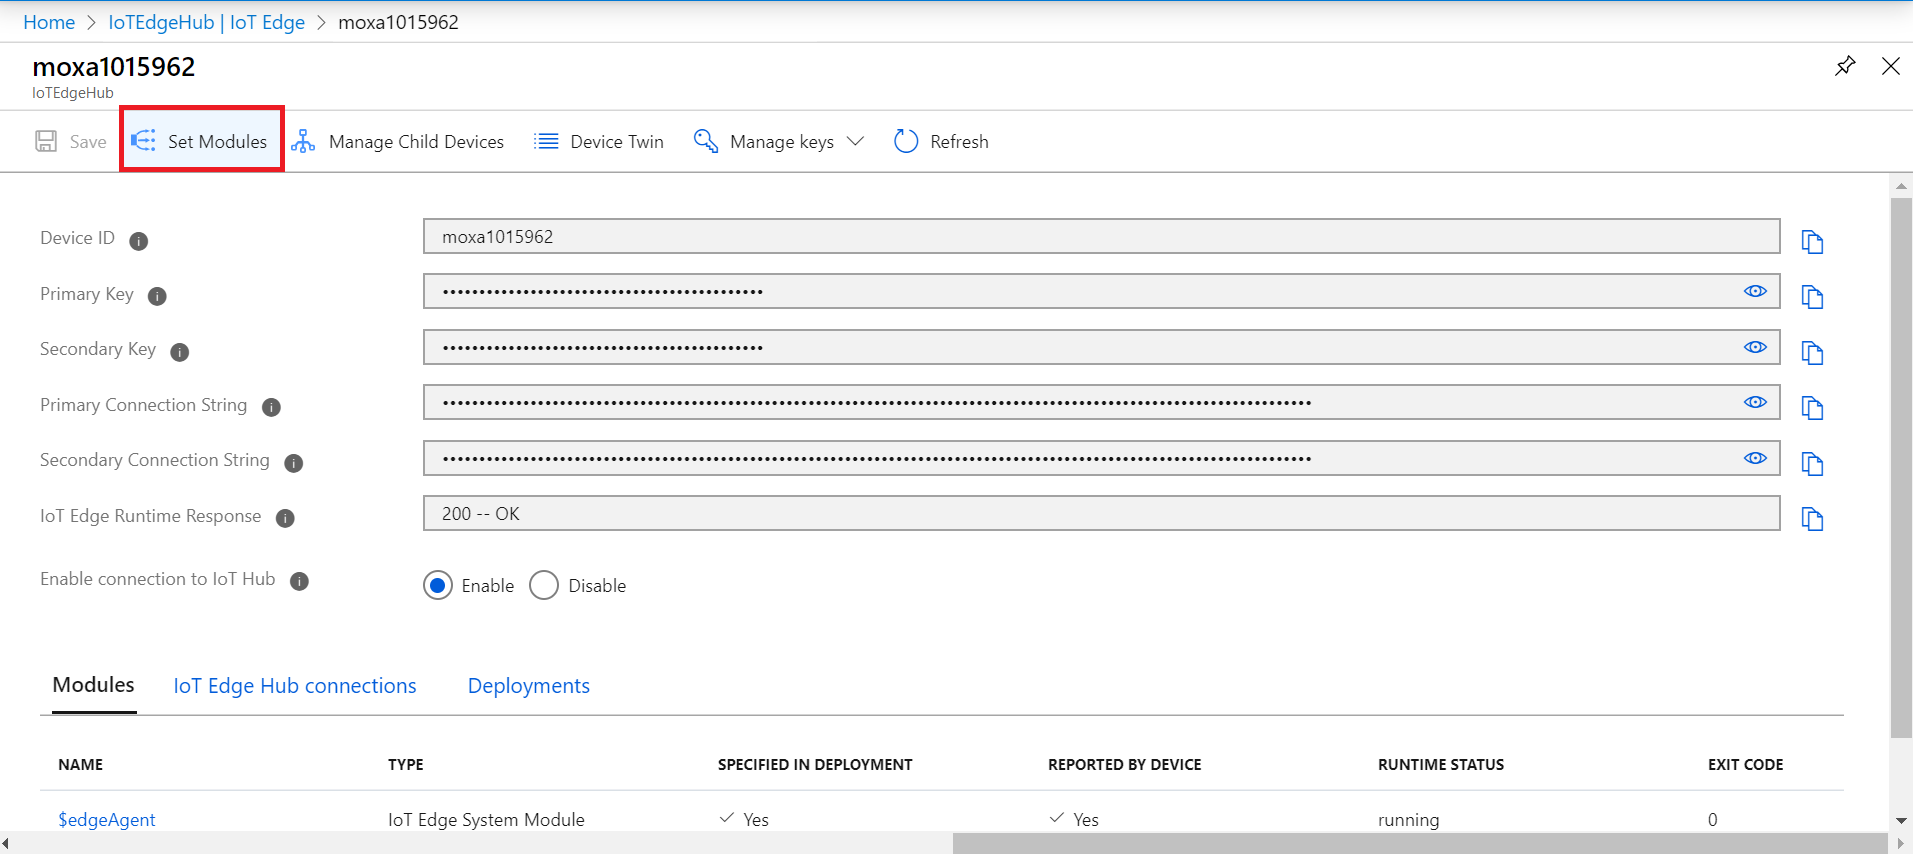 Home > IoTEdgeHub | IoT Edge > moxa1015962
moxa1015962
IoTEdgeHub
Save Set Modules Manage Child Devices Device Twin Manage keys Refresh
Device ID moxa1015962
Primary Key
Secondary Key
Primary Connection String
Secondary Connection String
IoT Edge Runtime Response 200 -- OK
Enable connection to IoT Hub Enable Disable
Modules IoT Edge Hub connections Deployments
NAME TYPE SPECIFIED IN DEPLOYMENT REPORTED BY DEVICE RUNTIME STATUS EXIT CODE
$edgeAgent IoT Edge System Module Yes Yes running 0